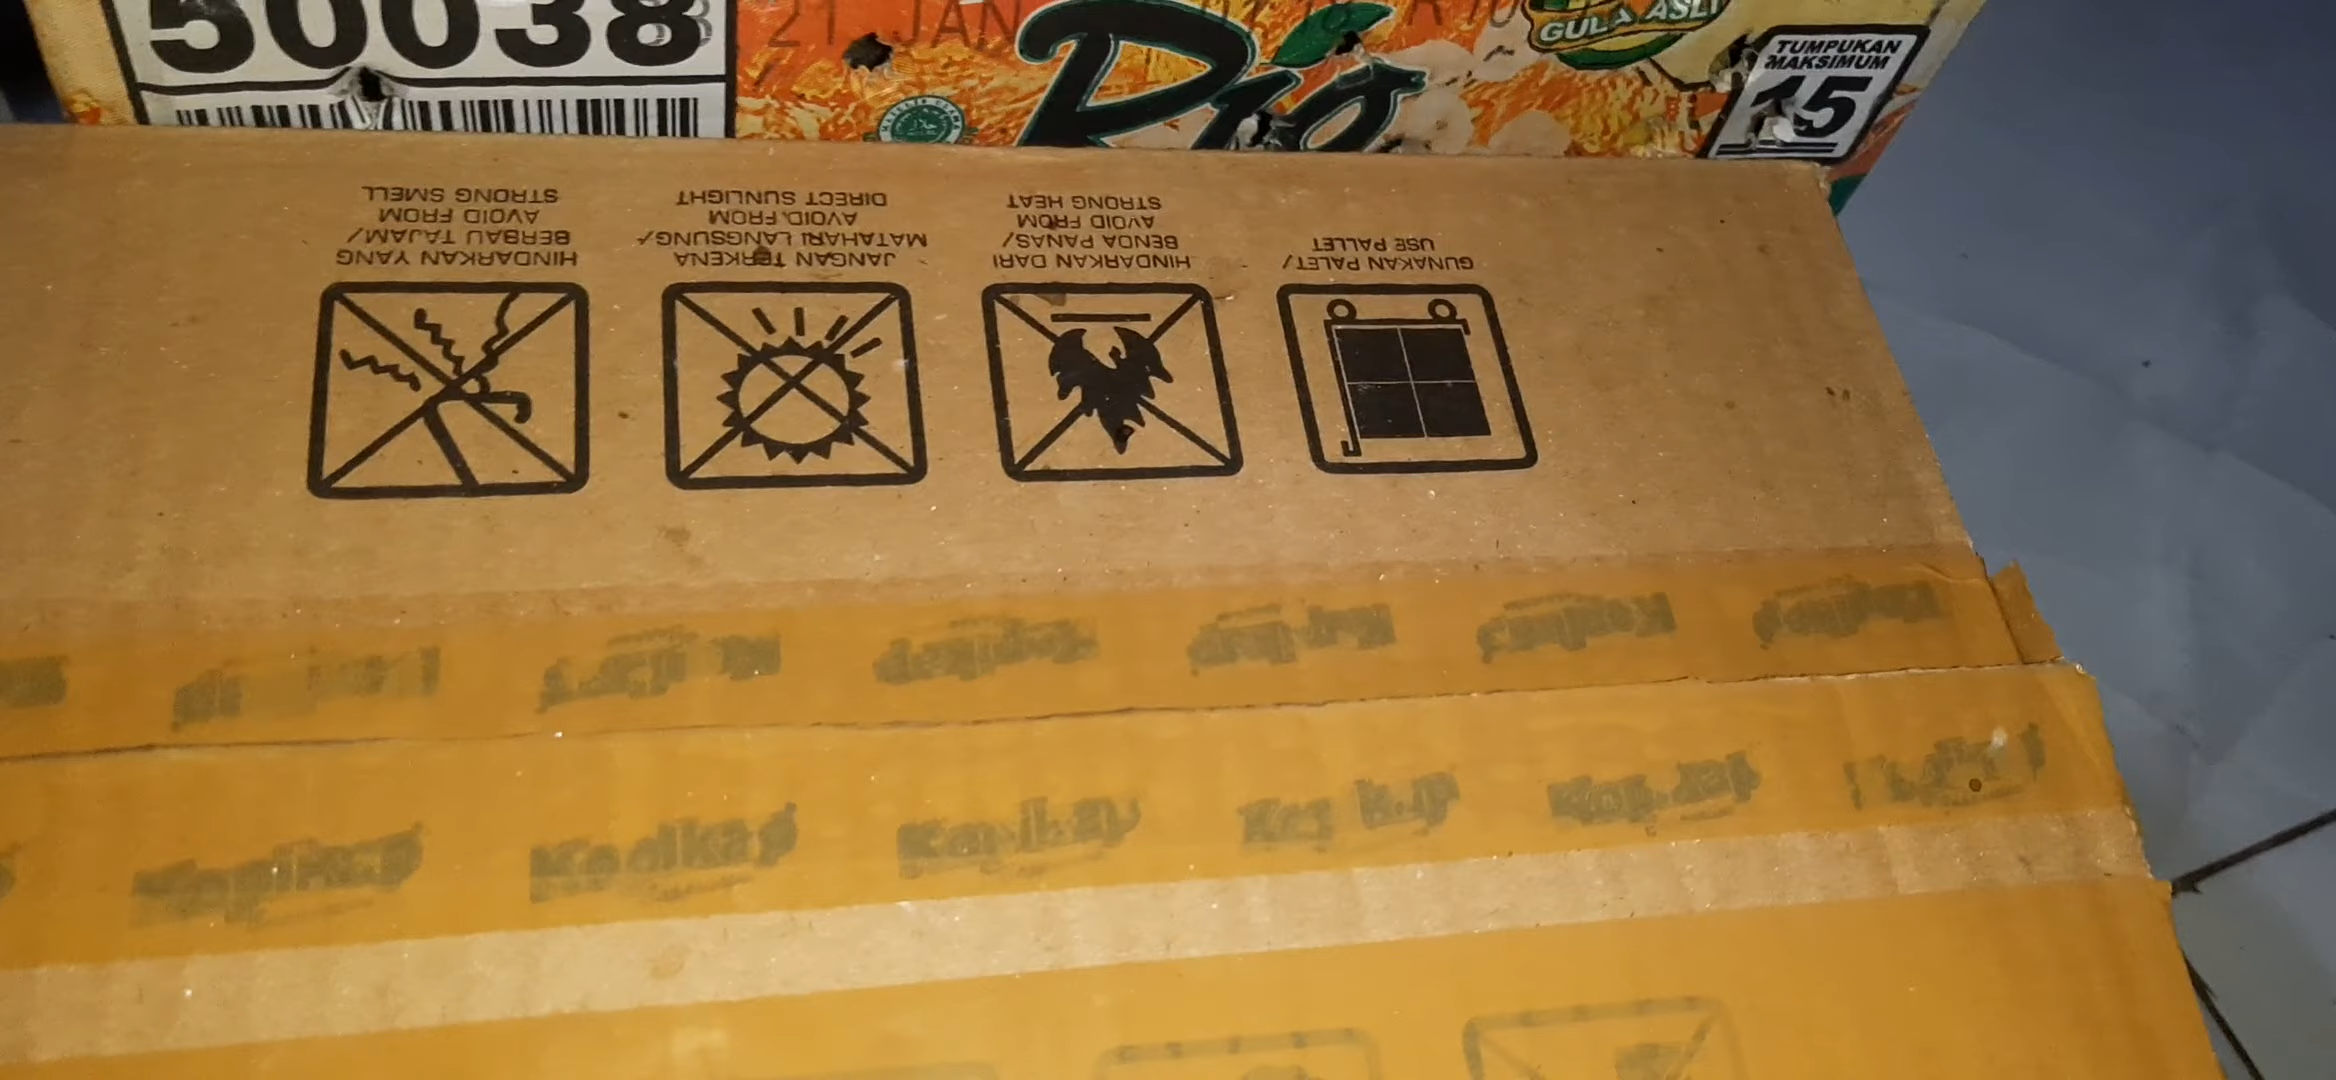 50038
21 JAN
Rio
GULA ASLI
TUMPUKAN
MAKSIMUM
15
HINDARKAN YANG
BERBAU TAJAM/
AVOID FROM
STRONG SMELL
JANGAN TERKENA
MATAHARI LANGSUNG/
AVOID FROM
DIRECT SUNLIGHT
HINDARKAN DARI
BENDA PANAS/
AVOID FROM
STRONG HEAT
GUNAKAN PALET/
USE PALLET